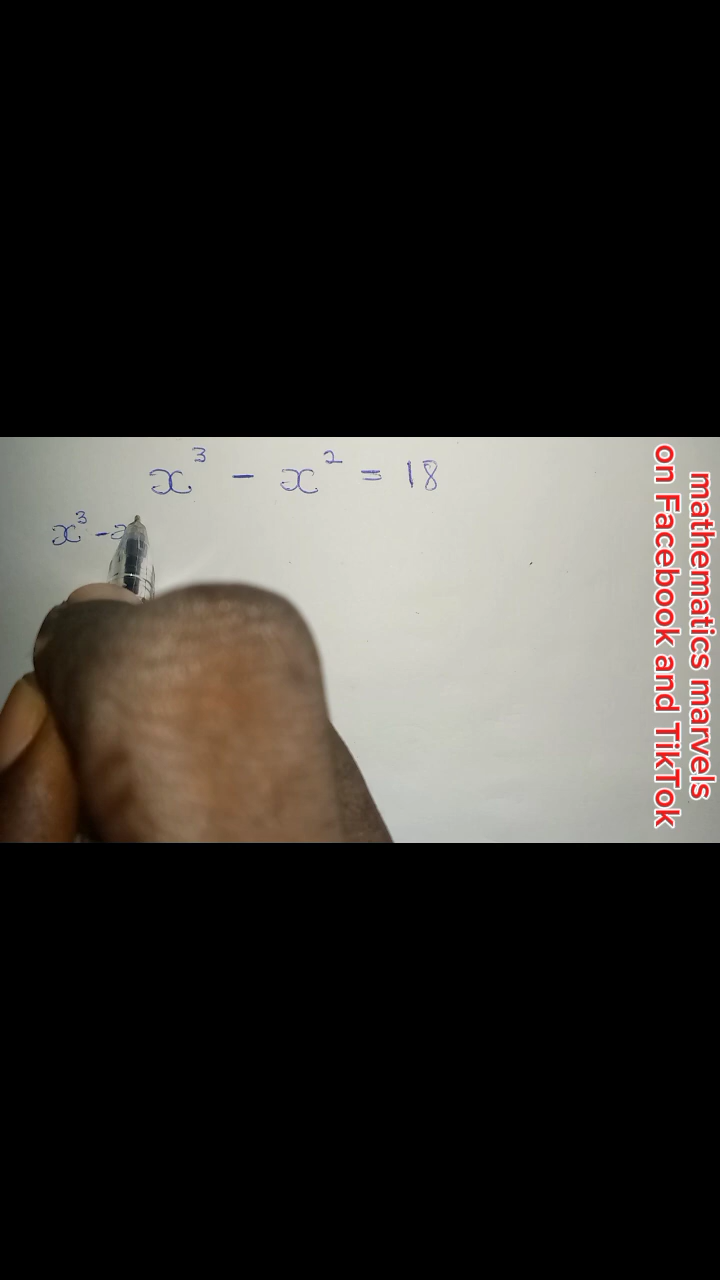 x³ - x² = 18
x³ -
mathematics marvels
on Facebook and TikTok